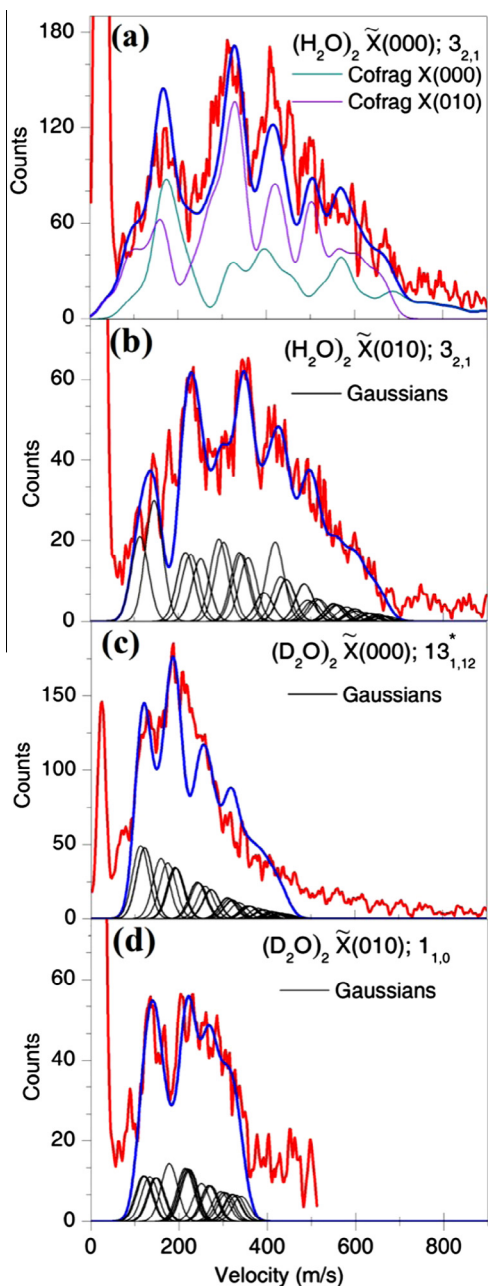 (a)
(H2O)2 X̃(000); 3₂,₁
Cofrag X(000)
Cofrag X(010)
180
120
60
0
Counts
(b)
(H2O)2 X̃(010); 3₂,₁
Gaussians
60
40
20
0
Counts
(c)
(D2O)2 X̃(000); 13*₁,₁₂
Gaussians
150
100
50
0
Counts
(d)
(D2O)2 X̃(010); 1₁,₀
Gaussians
60
40
20
0
Counts
0 200 400 600 800
Velocity (m/s)